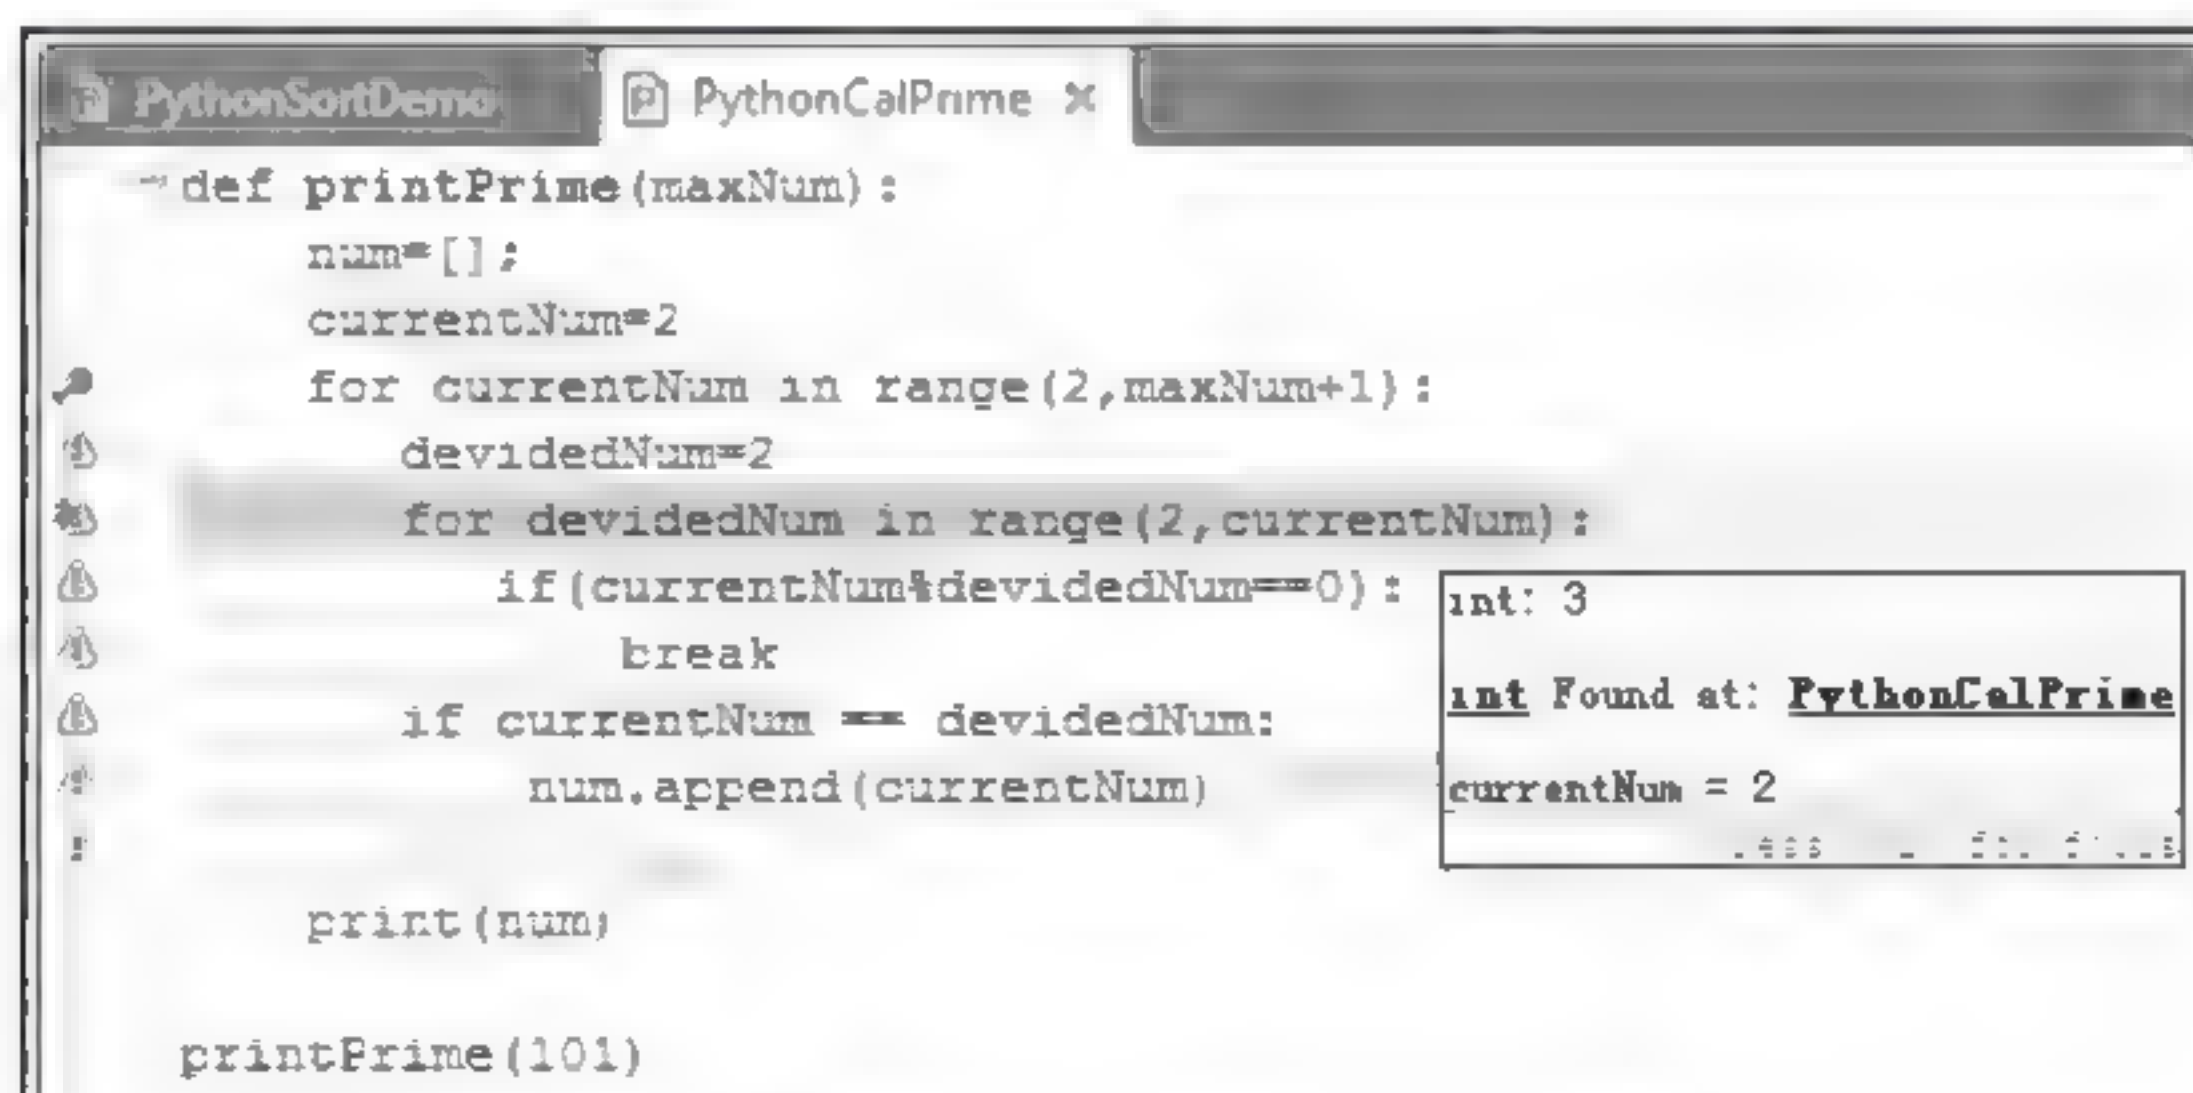 PythonSortDemo
PythonCalPrime
def printPrime(maxNum):
num=[];
currentNum=2
for currentNum in range(2,maxNum+1):
devidedNum=2
for devidedNum in range(2,currentNum):
if(currentNum%devidedNum==0):
break
if currentNum == devidedNum:
num.append(currentNum)
print(num)
printPrime(101)
int: 3
int Found at: PythonCalPrime
currentNum = 2